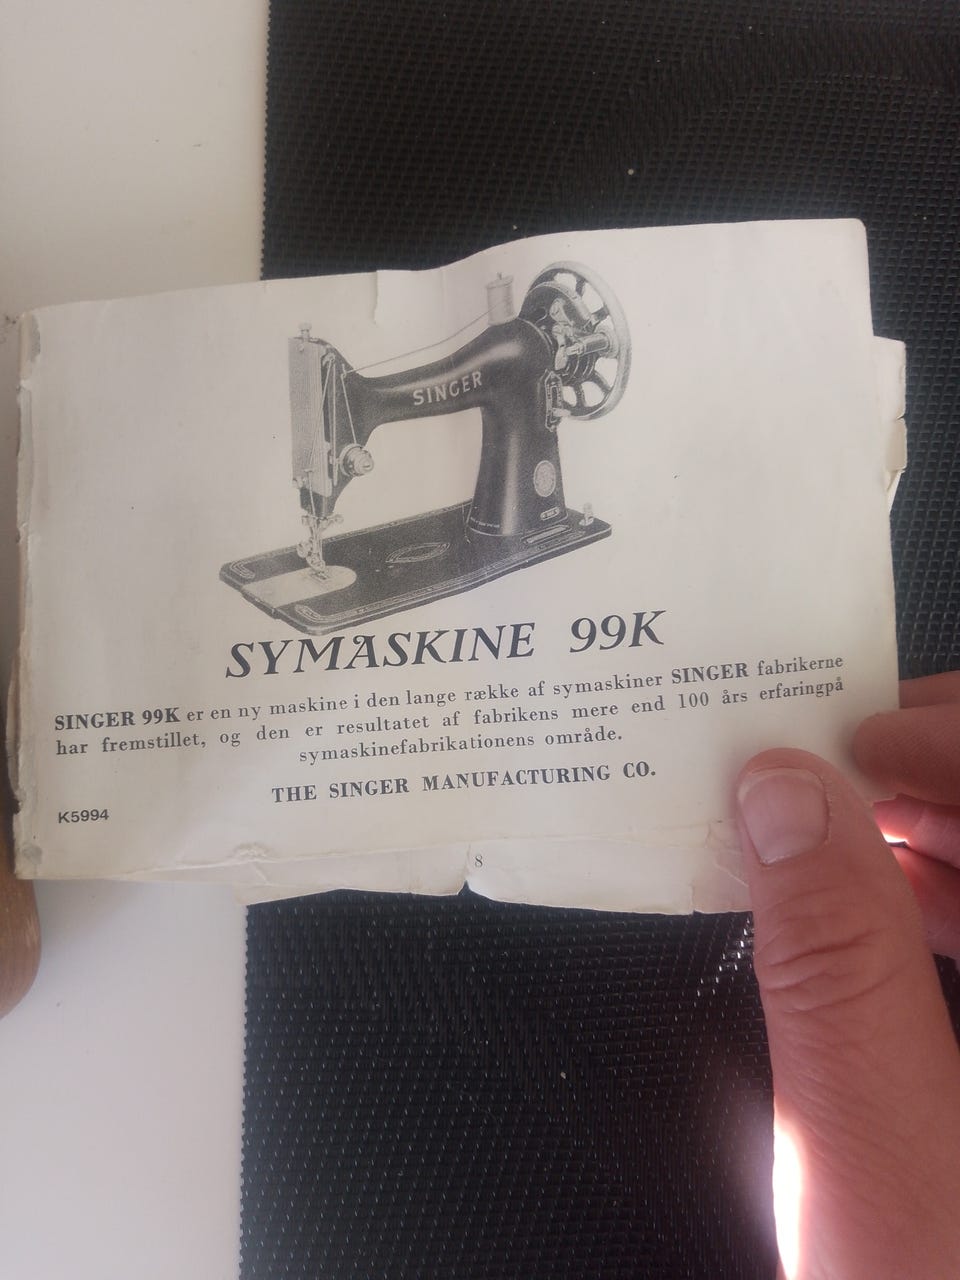 SINGER
SYMASKINE 99K
SINGER 99K er en ny maskine i den lange række af symaskiner SINGER fabrikerne
har fremstillet, og den er resultatet af fabrikens mere end 100 års erfaringpå
symaskinefabrikationens område.
THE SINGER MANUFACTURING CO.
K5994
8